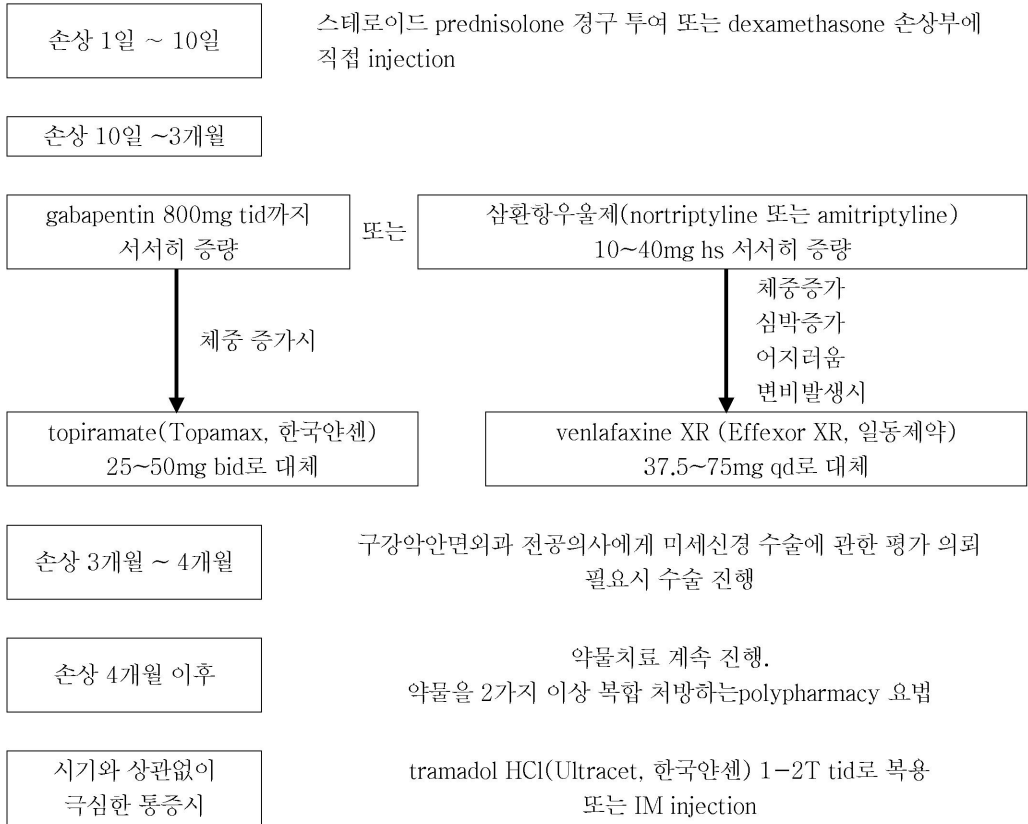 손상 1일 ~ 10일
스테로이드 prednisolone 경구 투여 또는 dexamethasone 손상부에
직접 injection
손상 10일 ~3개월
gabapentin 800mg tid까지
서서히 증량
또는
삼환항우울제(nortriptyline 또는 amitriptyline)
10~40mg hs 서서히 증량
체중 증가시
체중증가
심박증가
어지러움
변비발생시
topiramate(Topamax, 한국얀센)
25~50mg bid로 대체
venlafaxine XR (Effexor XR, 일동제약)
37.5~75mg qd로 대체
손상 3개월 ~ 4개월
구강악안면외과 전공의사에게 미세신경 수술에 관한 평가 의뢰
필요시 수술 진행
손상 4개월 이후
약물치료 계속 진행.
약물을 2가지 이상 복합 처방하는polypharmacy 요법
시기와 상관없이
극심한 통증시
tramadol HCl(Ultracet, 한국얀센) 1-2T tid로 복용
또는 IM injection